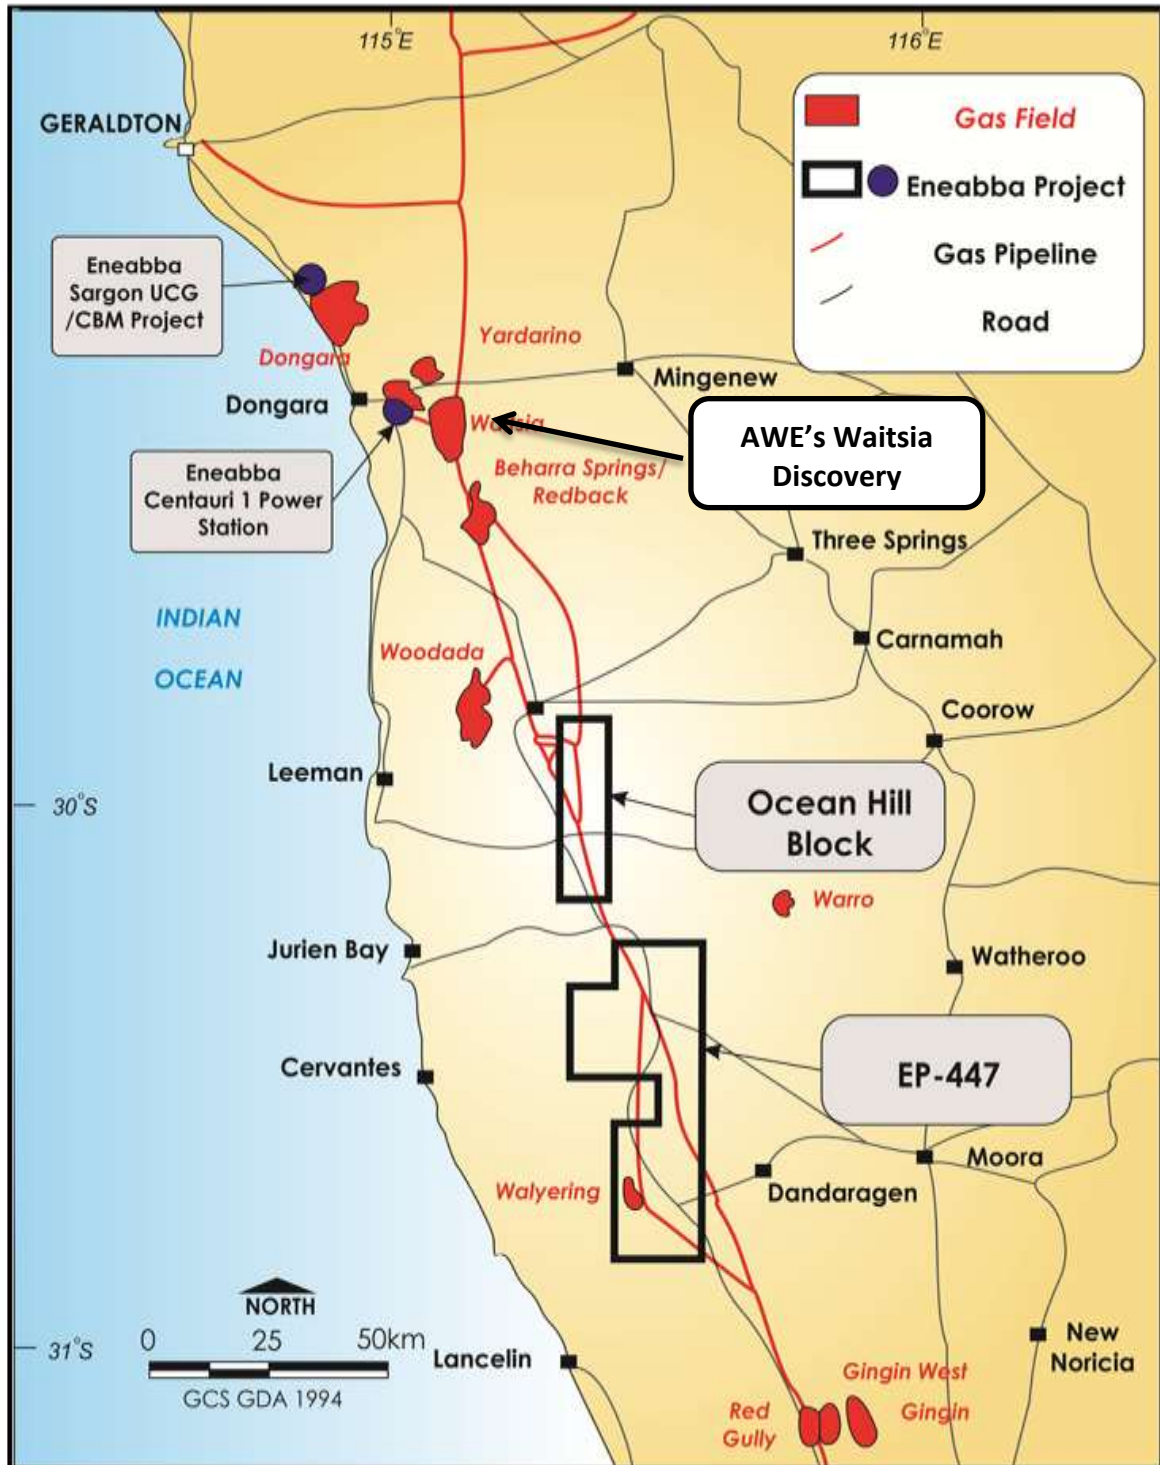 115°E
116°E
GERALDTON
Gas Field
Eneabba Project
Gas Pipeline
Road
Eneabba
Sargon UCG
/CBM Project
Yardarino
Dongara
Mingenew
Dongara
Waitsia
AWE's Waitsia
Discovery
Beharra Springs/
Redback
Eneabba
Centauri 1 Power
Station
Three Springs
INDIAN
OCEAN
Woodada
Carnamah
Coorow
Leeman
30°S
Ocean Hill
Block
Warro
Jurien Bay
Watheroo
Cervantes
EP-447
Moora
Walyering
Dandaragen
NORTH
0 25 50km
GCS GDA 1994
31°S
Lancelin
New
Noricia
Gingin West
Gingin
Red
Gully